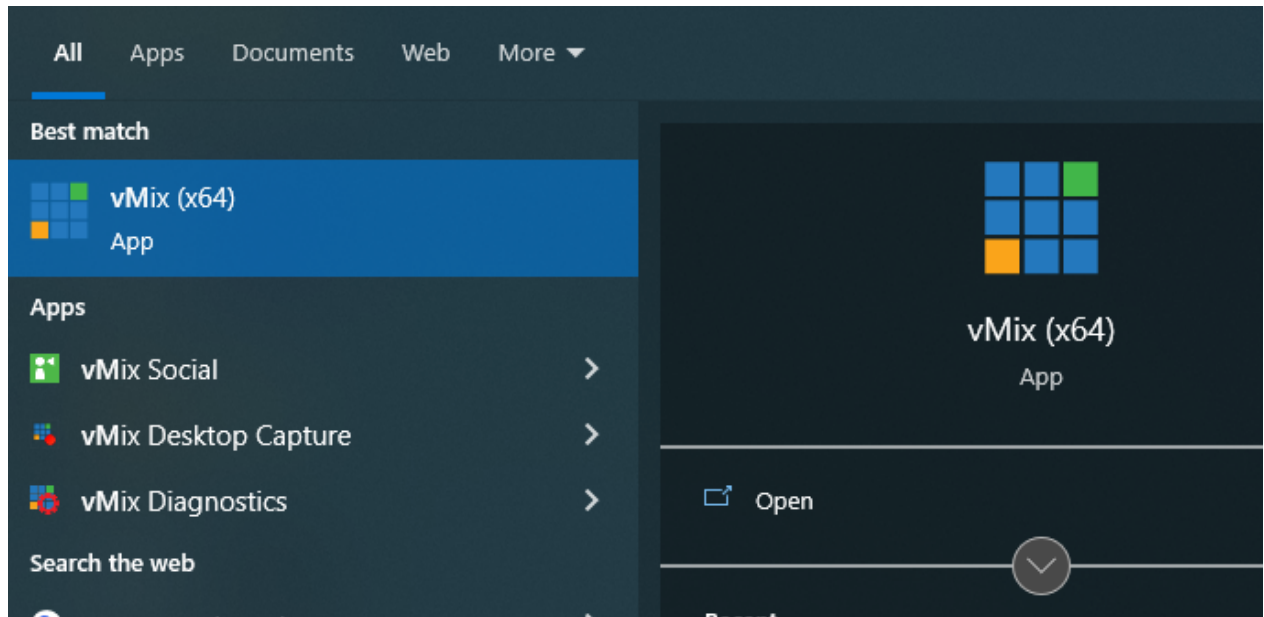 All Apps Documents Web More
Best match
vMix (x64)
App
Apps
vMix Social
vMix Desktop Capture
vMix Diagnostics
Search the web
vMix (x64)
App
Open